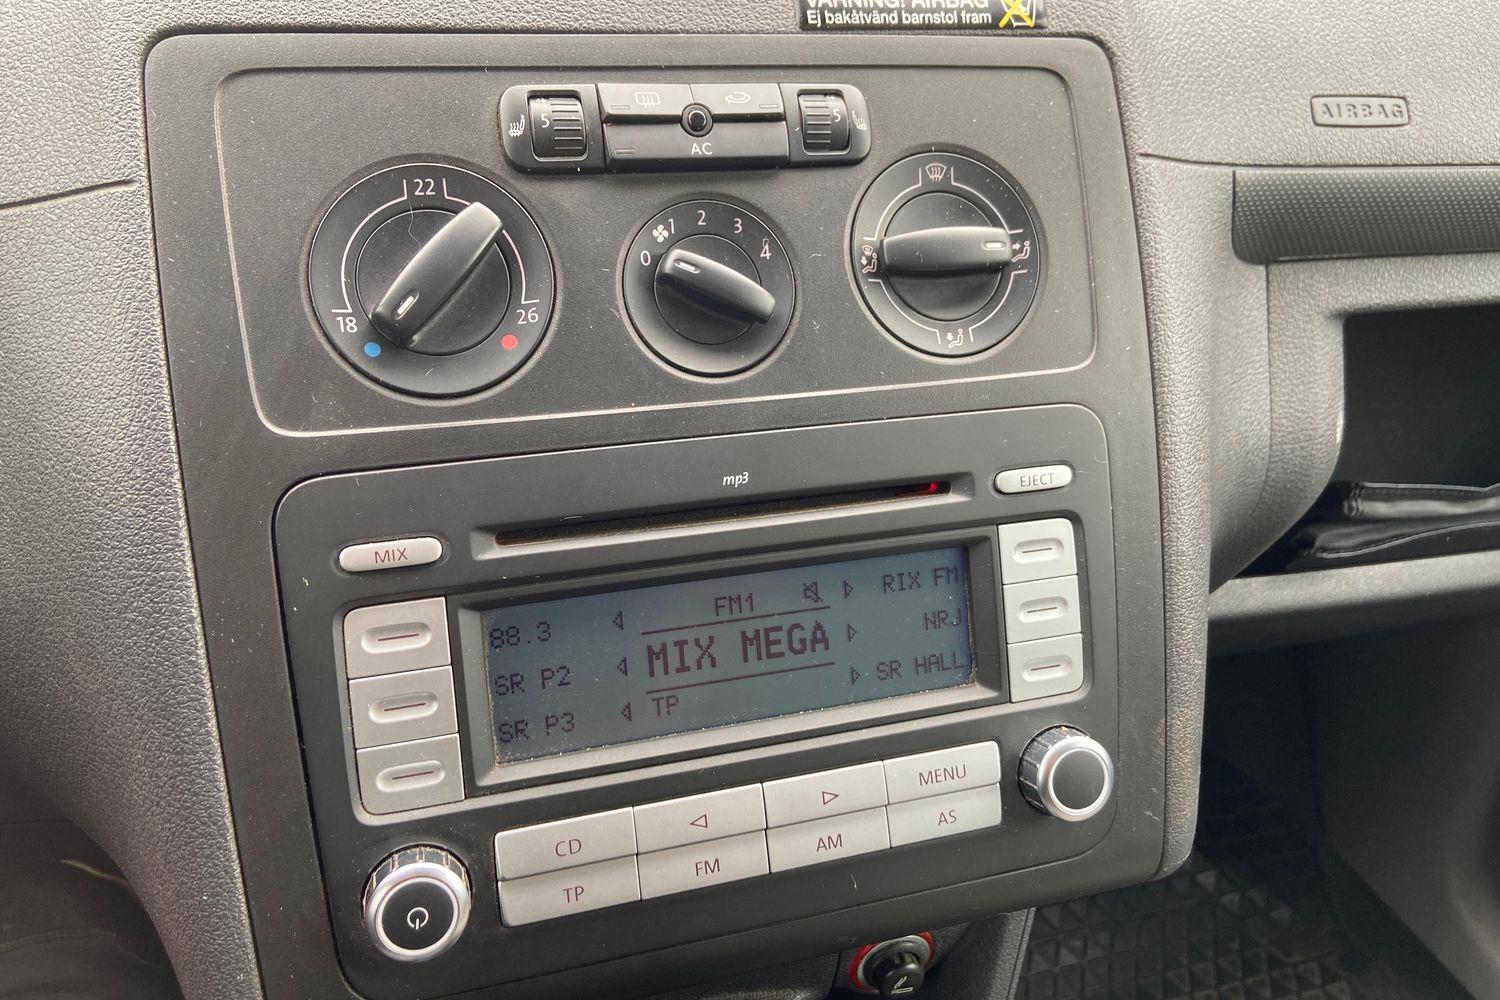 VARNING! AIRBAG
Ej bakåtvänd barnstol fram
AIRBAG
5
5
AC
22
18
26
0
1
2
3
4
mp3
EJECT
MIX
FM1
88.3
RIX FM
MIX MEGA
NRJ
SR P2
SR HALL
SR P3
TP
CD
MENU
TP
FM
AM
AS